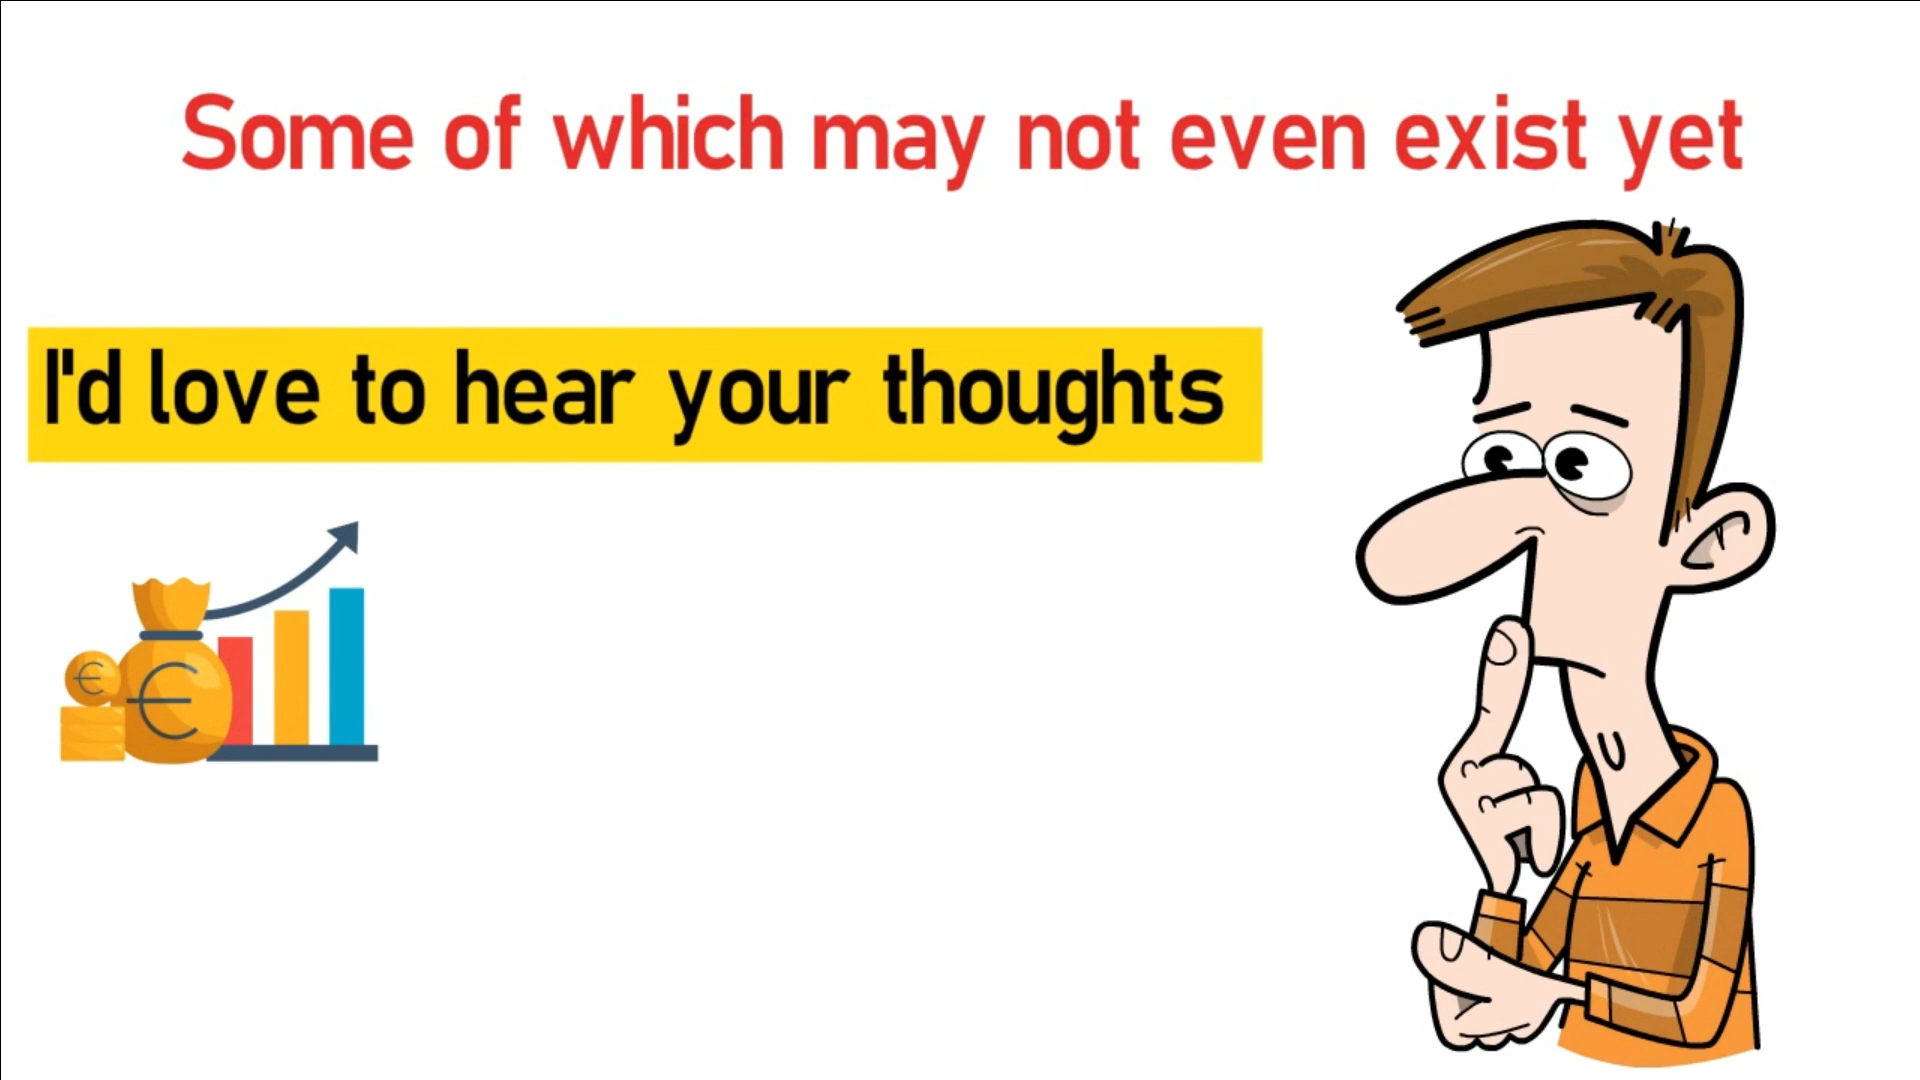 Some of which may not even exist yet
I'd love to hear your thoughts
€
€